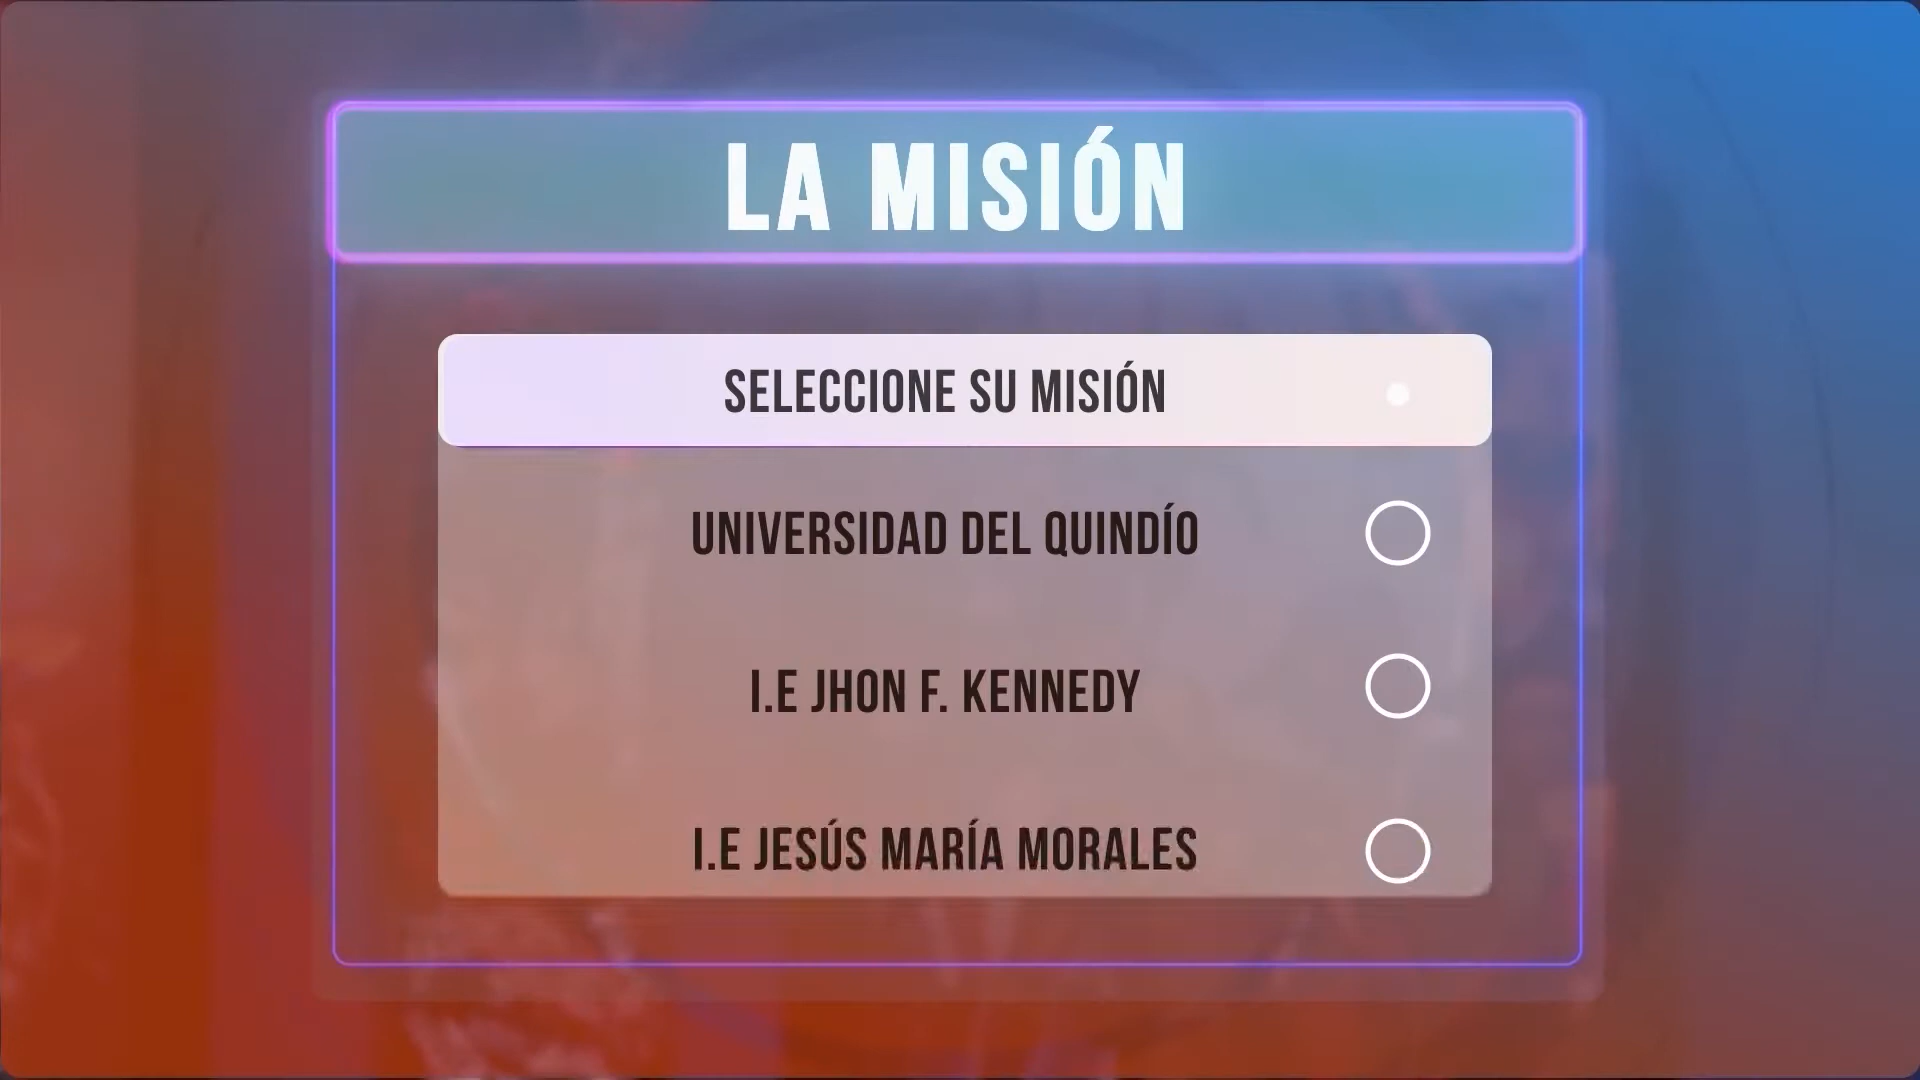 LA MISIÓN
SELECCIONE SU MISIÓN
UNIVERSIDAD DEL QUINDÍO
I.E JHON F. KENNEDY
I.E JESÚS MARÍA MORALES